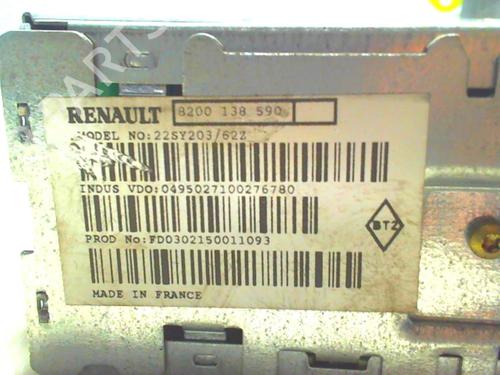 RENAULT 8200 138 590
MODEL NO:22SY203/62Z
INDUS VDO:0495027100276780
PROD No:FD0302150011093
BTZ
MADE IN FRANCE